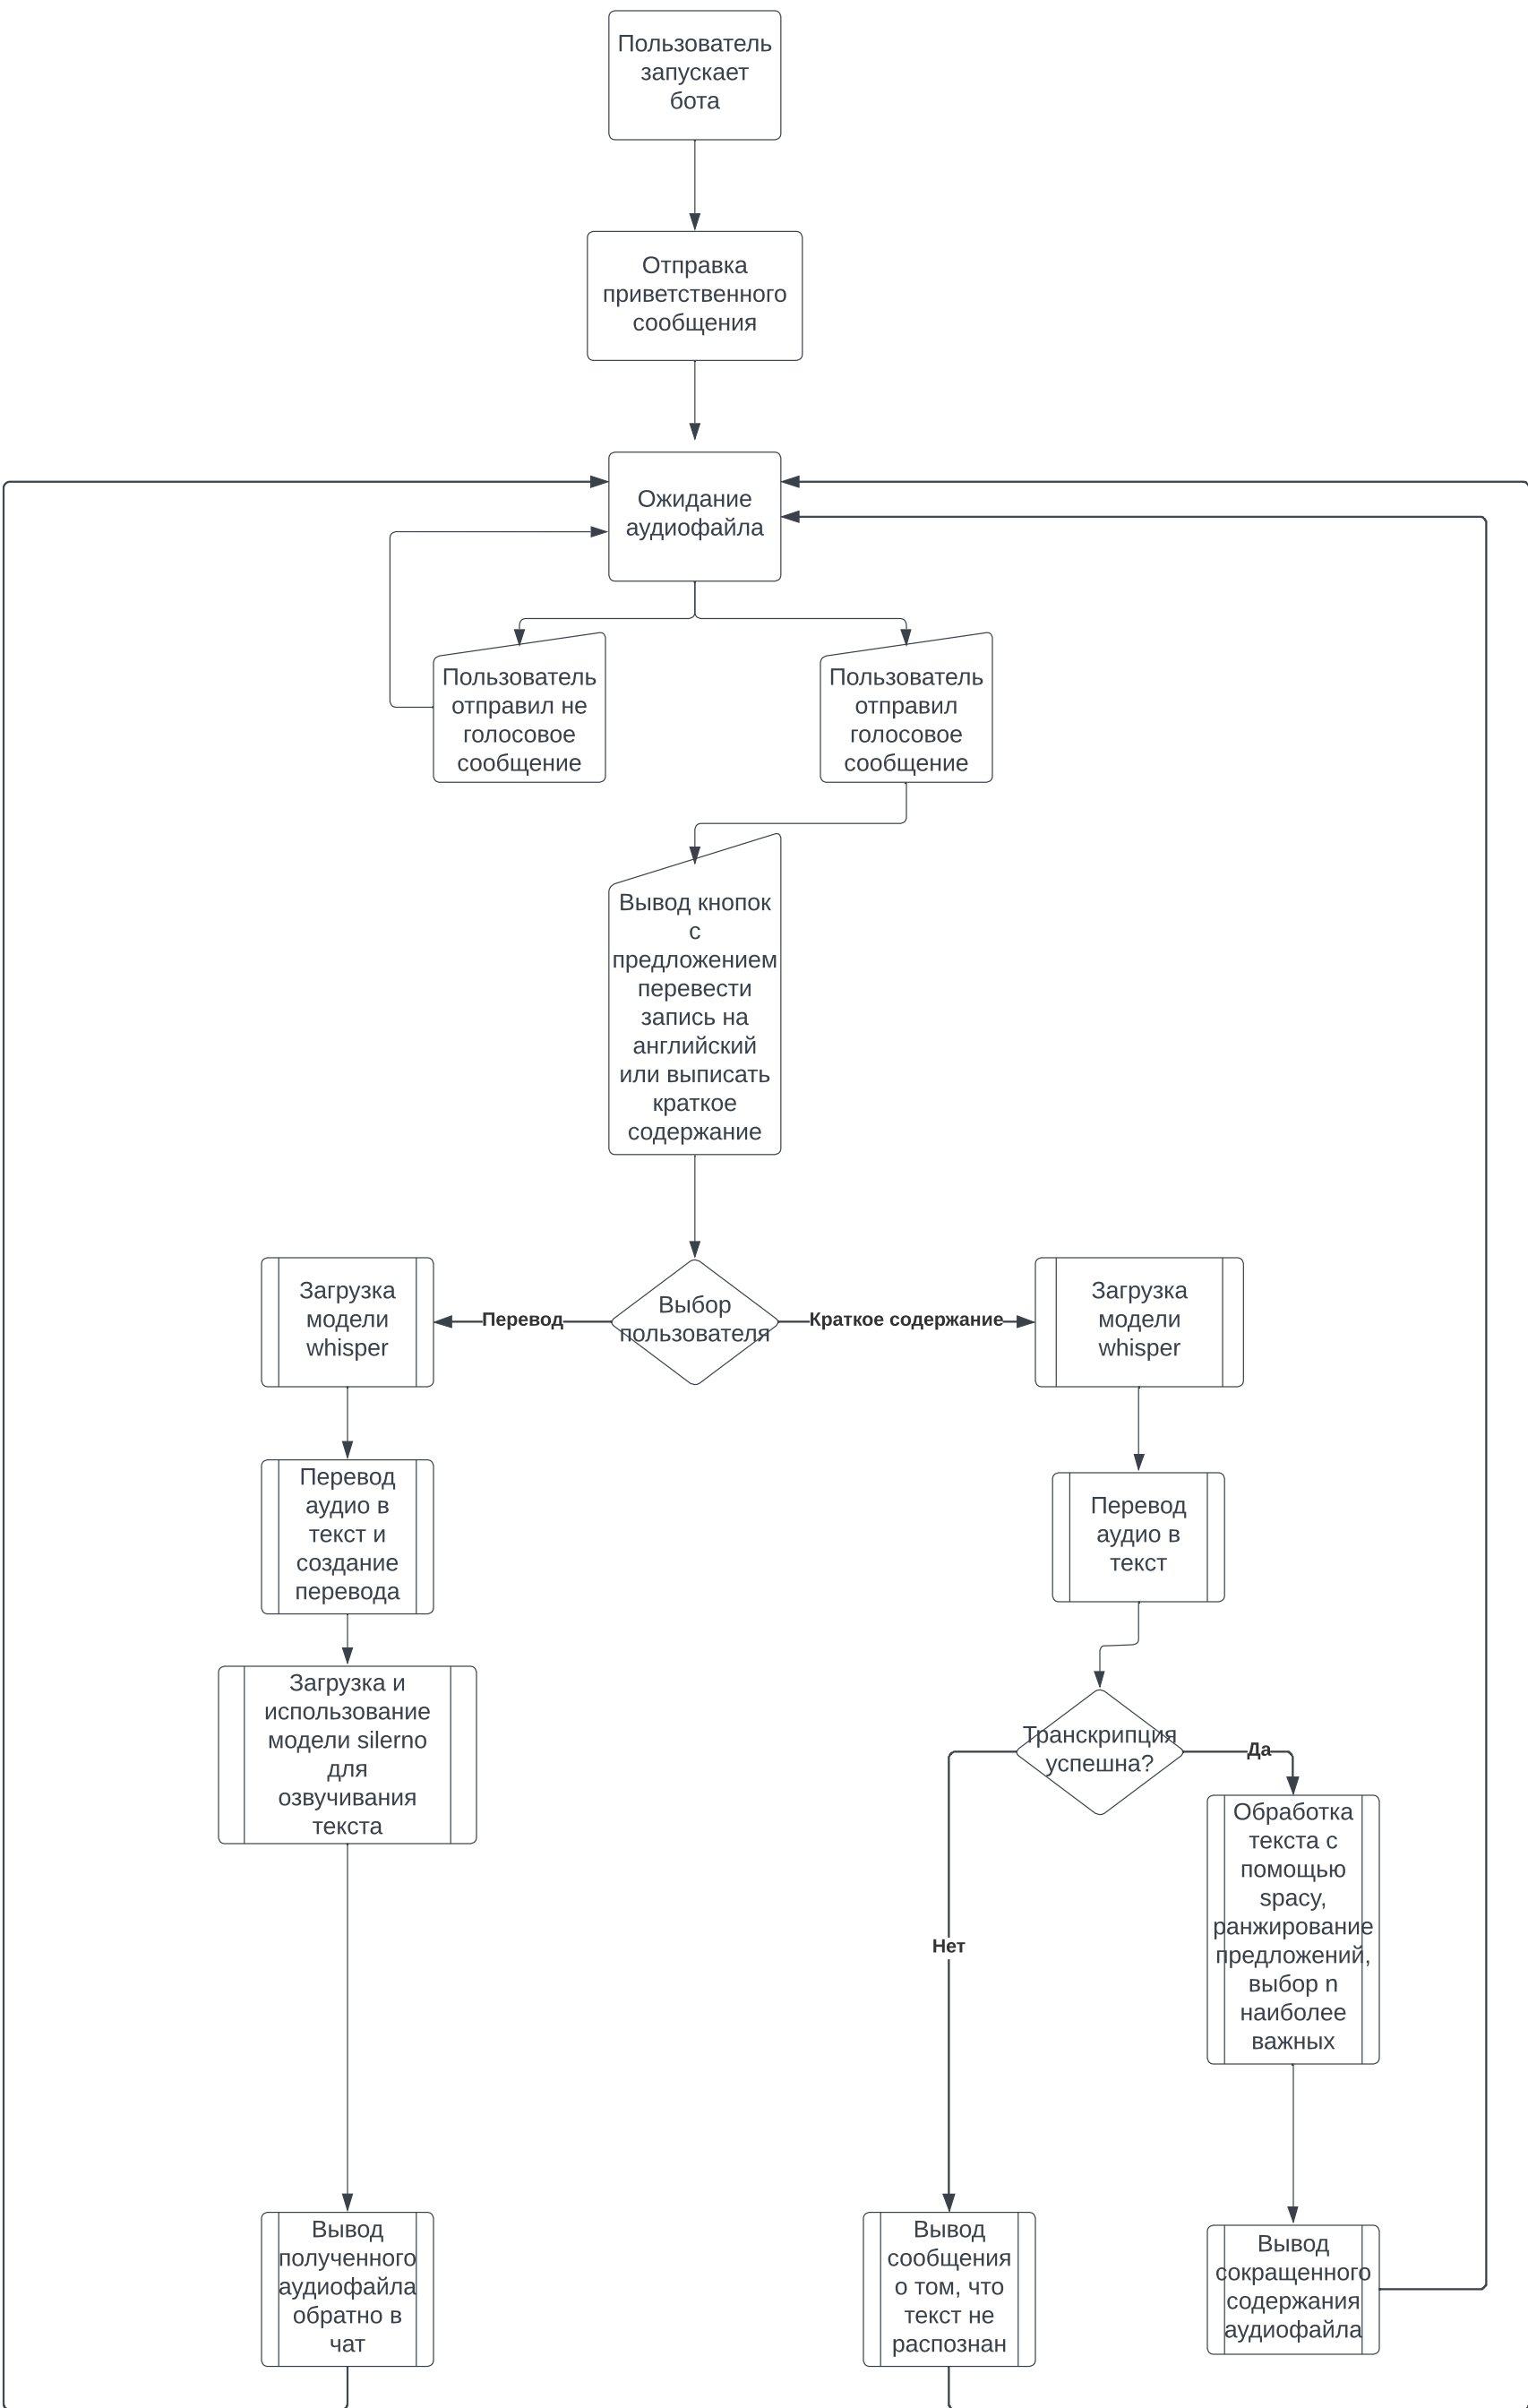 Пользователь
запускает
бота
Отправка
приветственного
сообщения
Ожидание
аудиофайла
Пользователь
отправил не
голосовое
сообщение
Пользователь
отправил
голосовое
сообщение
Вывод кнопок
с
предложением
перевести
запись на
английский
или выписать
краткое
содержание
Выбор
пользователя
Перевод
Краткое содержание
Загрузка
модели
whisper
Загрузка
модели
whisper
Перевод
аудио в
текст и
создание
перевода
Перевод
аудио в
текст
Загрузка и
использование
модели silerno
для
озвучивания
текста
Транскрипция
успешна?
Да
Нет
Обработка
текста с
помощью
spacy,
ранжирование
предложений,
выбор n
наиболее
важных
Вывод
полученного
аудиофайла
обратно в
чат
Вывод
сообщения
о том, что
текст не
распознан
Вывод
сокращенного
содержания
аудиофайла